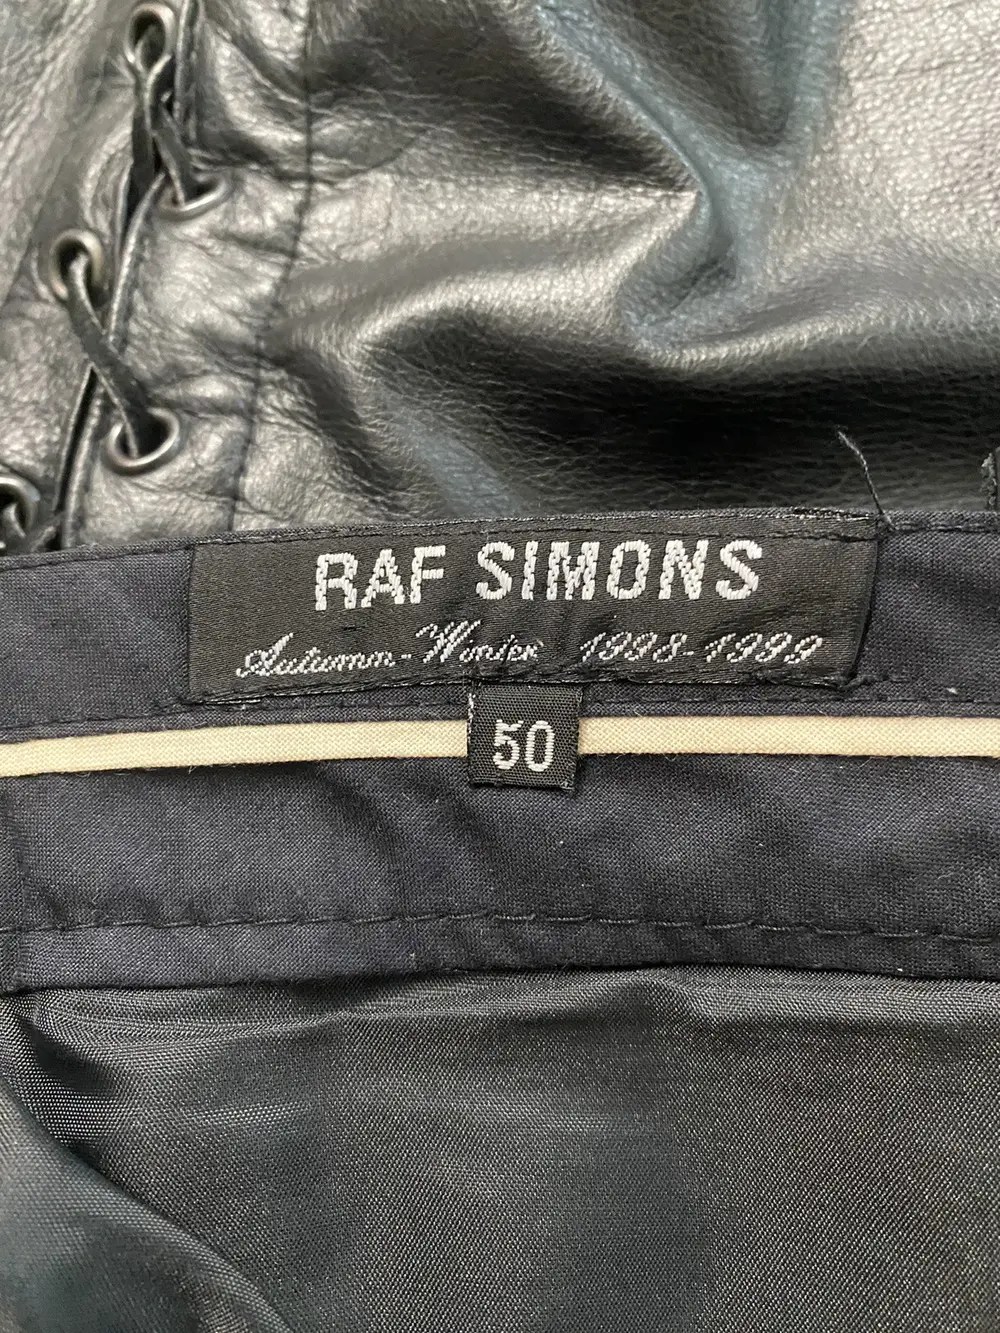 RAF SIMONS
Autumn-Winter 1998-1999
50